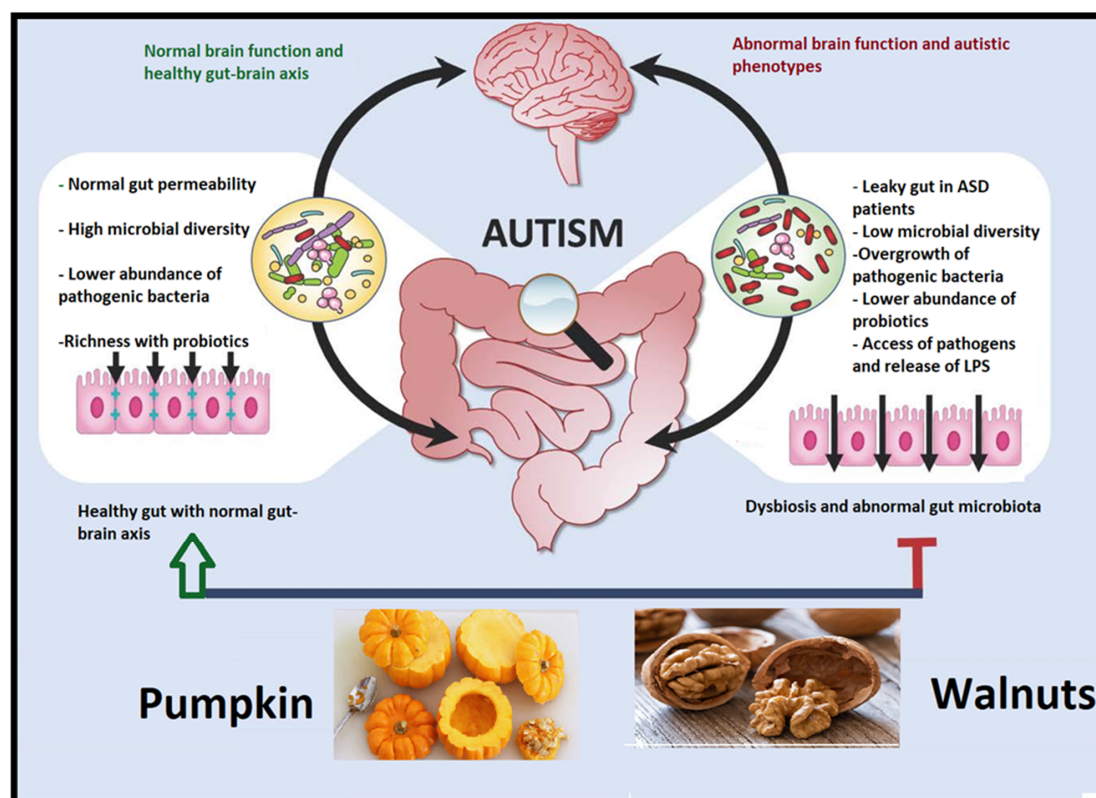 Normal brain function and
healthy gut-brain axis
Abnormal brain function and autistic
phenotypes
- Normal gut permeability
- High microbial diversity
- Lower abundance of
pathogenic bacteria
-Richness with probiotics
AUTISM
- Leaky gut in ASD
patients
- Low microbial diversity
-Overgrowth of
pathogenic bacteria
- Lower abundance of
probiotics
- Access of pathogens
and release of LPS
Healthy gut with normal gut-
brain axis
Dysbiosis and abnormal gut microbiota
Pumpkin
Walnuts